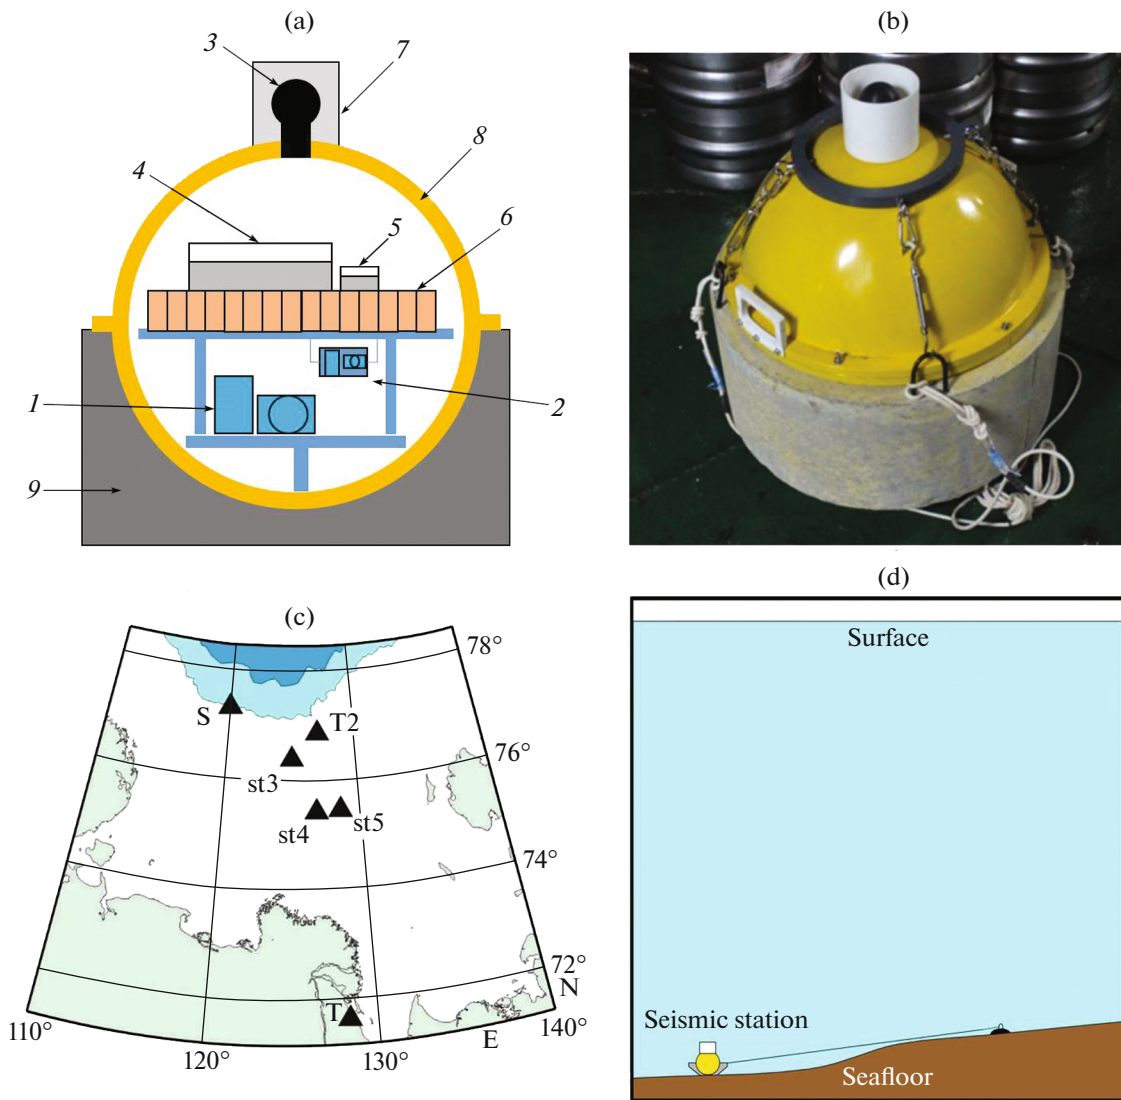 (a)
3
7
8
4
5
6
1
2
9
(b)
(c)
78°
S
T2
76°
st3
st4
st5
74°
72°
N
T
110°
E
140°
120°
130°
(d)
Surface
Seismic station
Seafloor